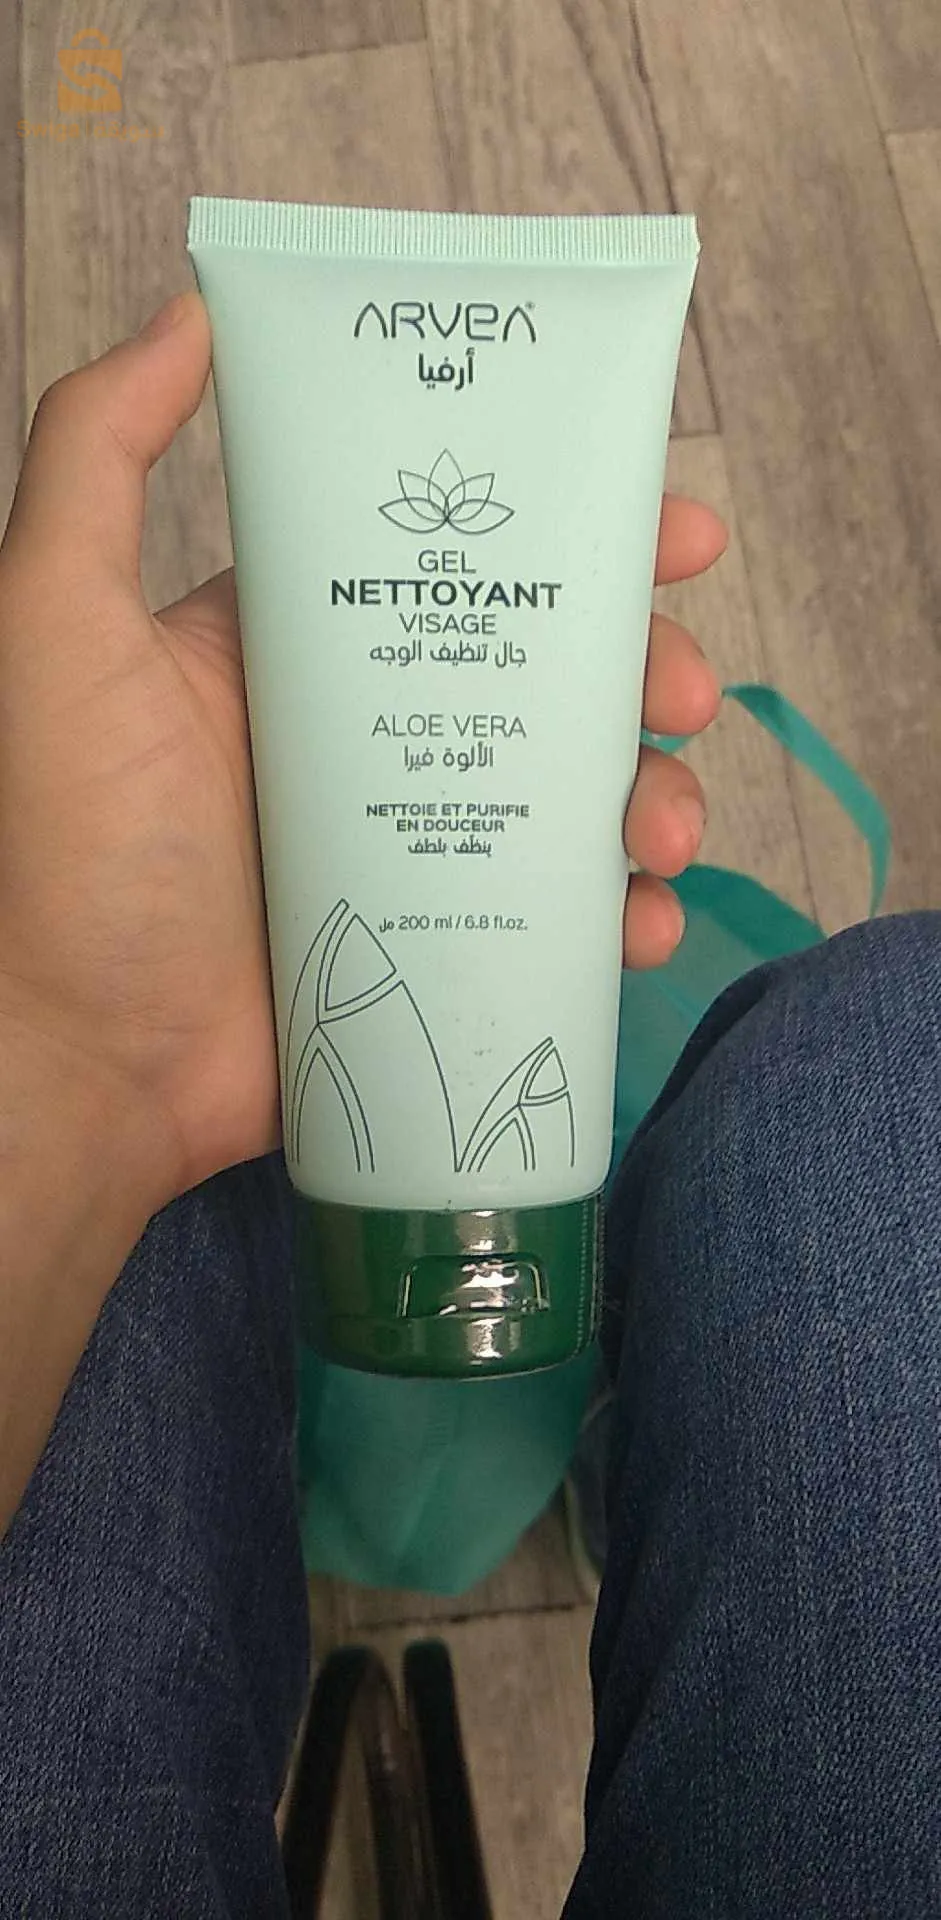 ARVEA
أرفيا
GEL
NETTOYANT
VISAGE
جال تنظيف الوجه
ALOE VERA
الألوة فيرا
NETTOIE ET PURIFIE
EN DOUCEUR
ينظّف بلطف
200 ml / 6.8 fl.oz. مل